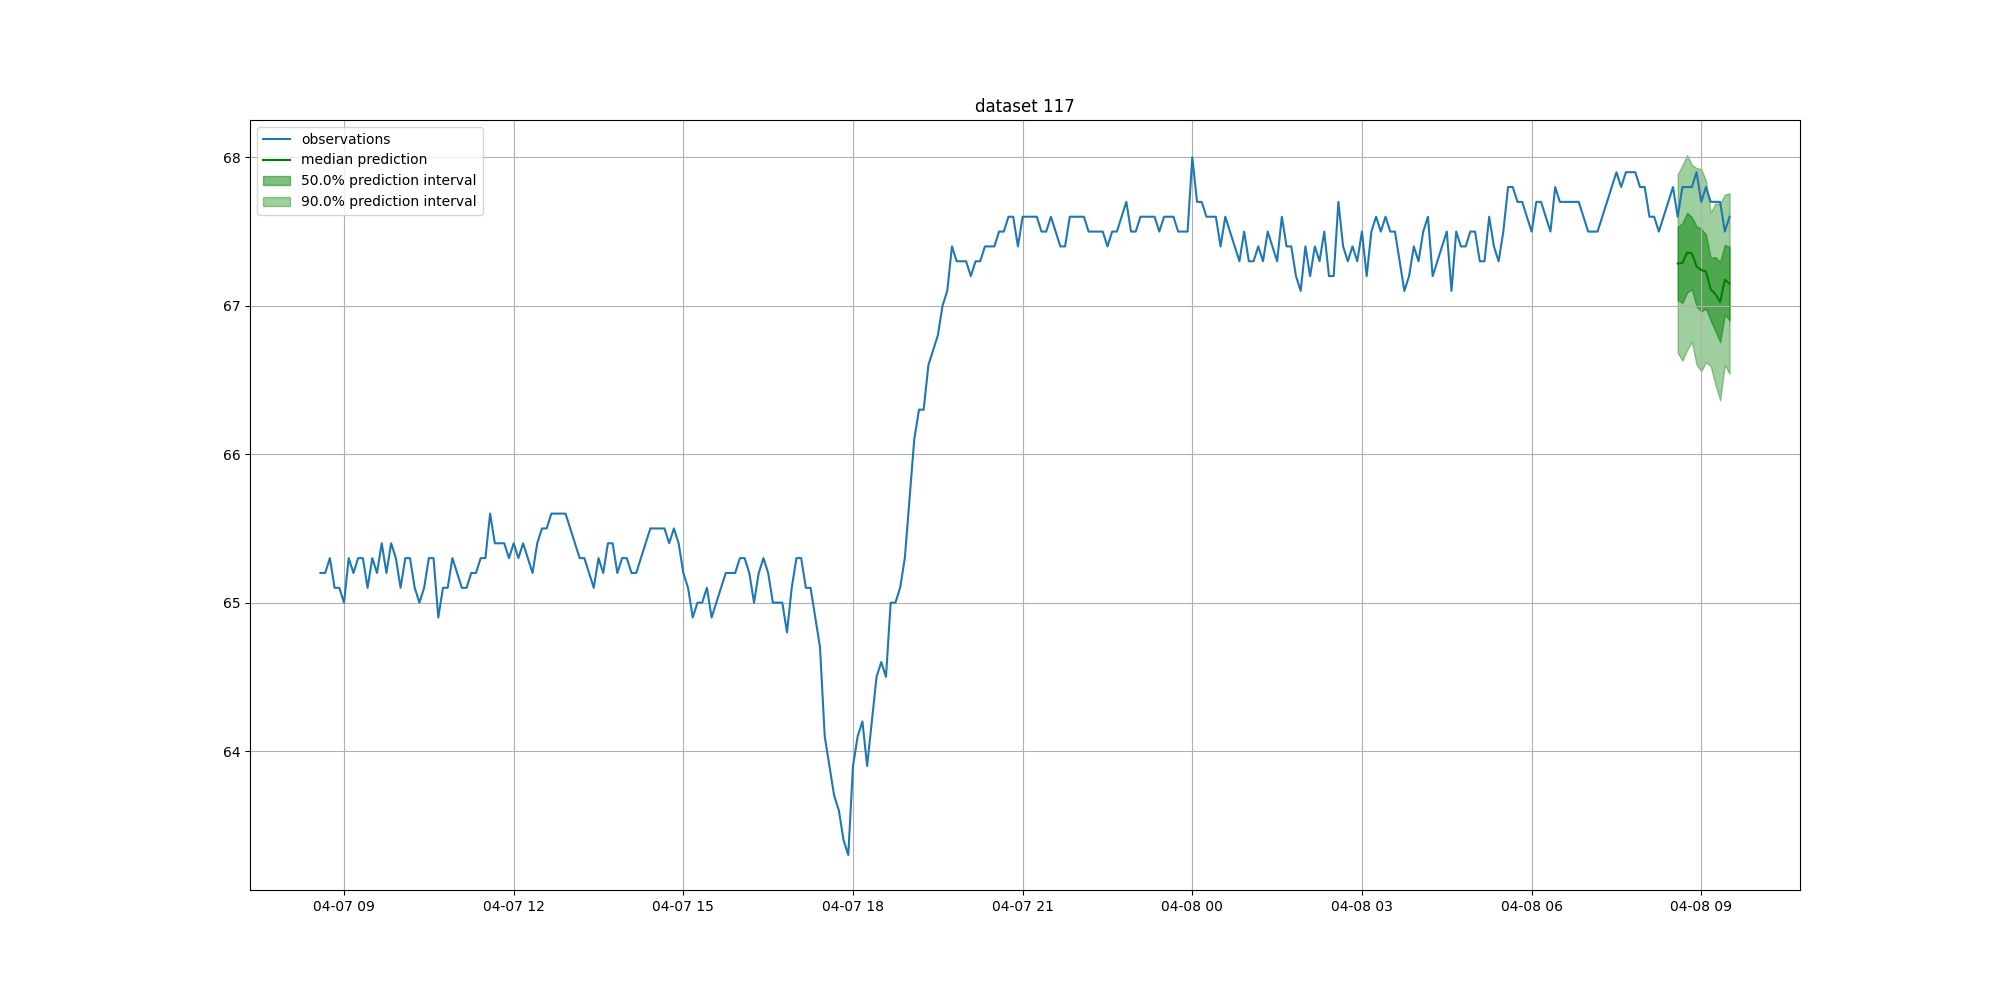 dataset 117
observations
median prediction
50.0% prediction interval
90.0% prediction interval
68
67
66
65
64
04-07 09
04-07 12
04-07 15
04-07 18
04-07 21
04-08 00
04-08 03
04-08 06
04-08 09